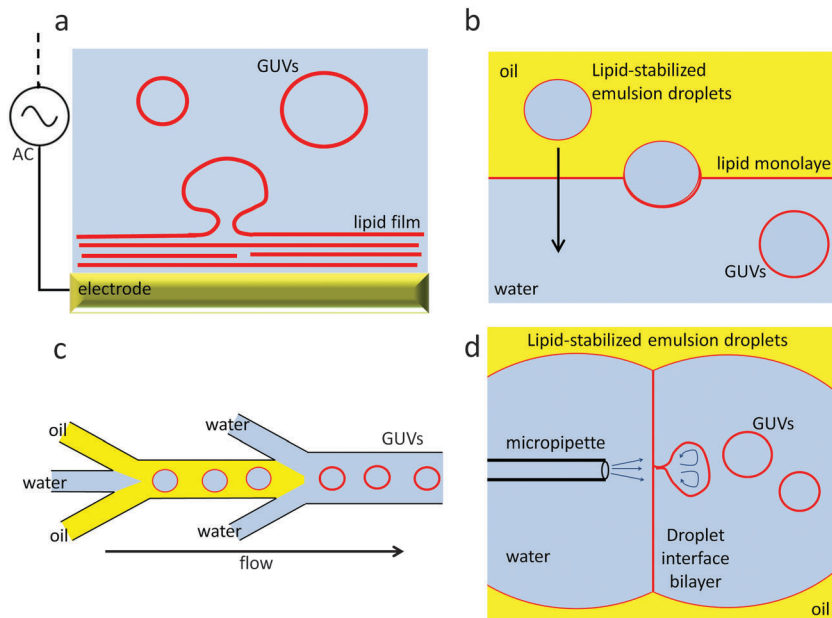 a
GUVs
AC
lipid film
electrode
b
oil
Lipid-stabilized
emulsion droplets
lipid monolaye
GUVs
water
c
oil
water
oil
water
water
GUVs
flow
d
Lipid-stabilized emulsion droplets
GUVs
micropipette
water
Droplet
interface
bilayer
oil